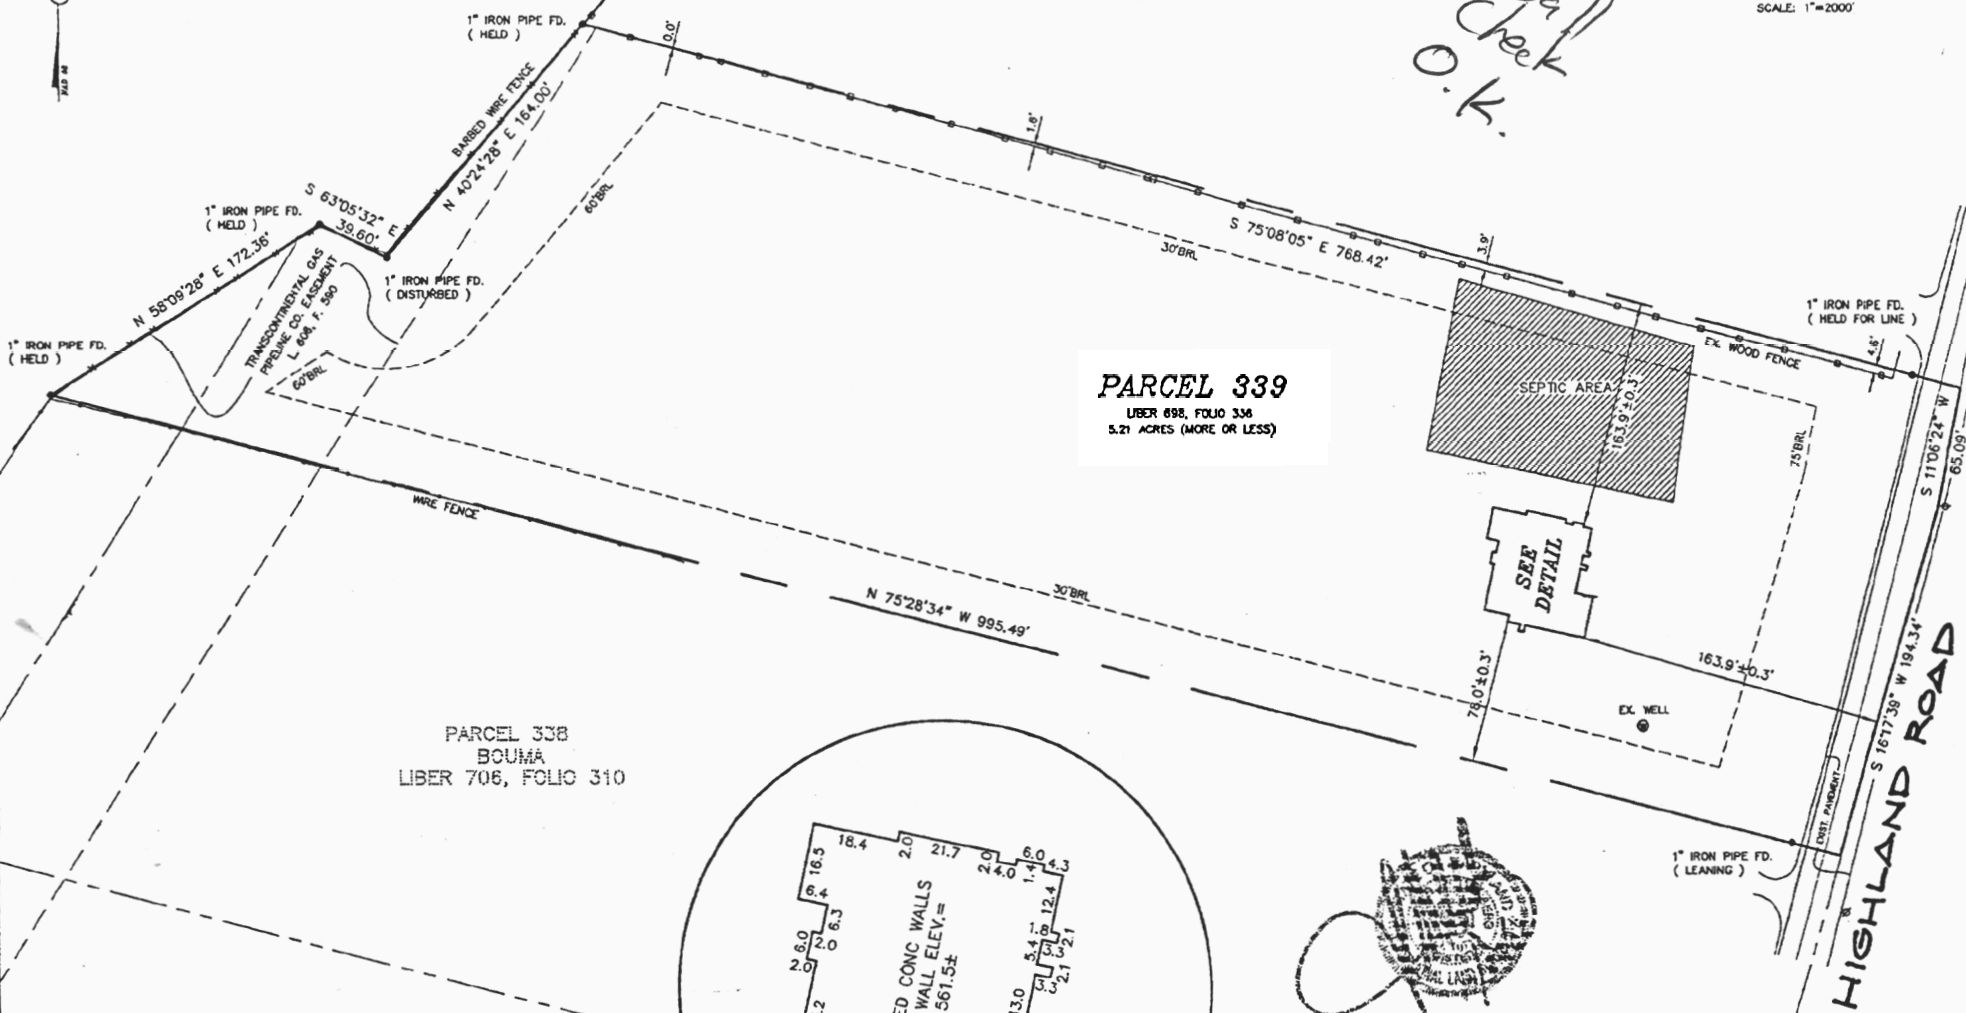 1" IRON PIPE FD.
( HELD )
0.0'
Check
O.K.
SCALE: 1"=2000'
BARBED WIRE FENCE
N 40°24'28" E 164.00'
60'BRL
1.6'
S 63°05'32" E
39.60'
1" IRON PIPE FD.
( HELD )
N 58°09'28" E 172.36'
TRANSCONTINENTAL GAS
PIPELINE CO. EASEMENT
L. 608, F. 590
1" IRON PIPE FD.
( DISTURBED )
1" IRON PIPE FD.
( HELD )
60'BRL
S 75°08'05" E 768.42'
30'BRL
3.9'
1" IRON PIPE FD.
( HELD FOR LINE )
EX. WOOD FENCE
4.6'
PARCEL 339
LIBER 698, FOLIO 336
5.21 ACRES (MORE OR LESS)
SEPTIC AREA
163.9'±0.3'
75'BRL
S 11°06'24" W
65.09'
WIRE FENCE
30'BRL
N 75°28'34" W 995.49'
SEE
DETAIL
78.0'±0.3'
163.9'±0.3'
EX. WELL
S 16°17'39" W 194.34'
HIGHLAND ROAD
EXIST. PAVEMENT
1" IRON PIPE FD.
( LEANING )
PARCEL 338
BOUMA
LIBER 706, FOLIO 310
18.4
2.0
21.7
2.0
4.0
6.0
1.4
4.3
16.5
6.4
6.3
6.0
2.0
2.0
12.4
1.8
2.1
3.3
5.4
2.1
3.3
13.0
.2
ED CONC WALLS
WALL ELEV.=
561.5±